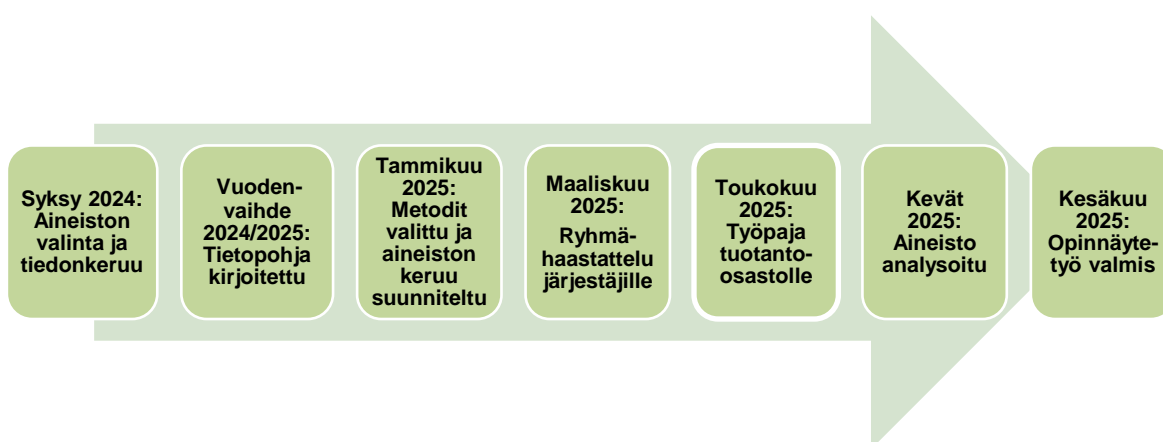 Syksy 2024:
Aineiston
valinta ja
tiedonkeruu
Vuoden-
vaihde
2024/2025:
Tietopohja
kirjoitettu
Tammikuu
2025:
Metodit
valittu ja
aineiston
keruu
suunniteltu
Maaliskuu
2025:
Ryhmä-
haastattelu
järjestäjille
Toukokuu
2025:
Työpaja
tuotanto-
osastolle
Kevät
2025:
Aineisto
analysoitu
Kesäkuu
2025:
Opinnäyte-
työ valmis